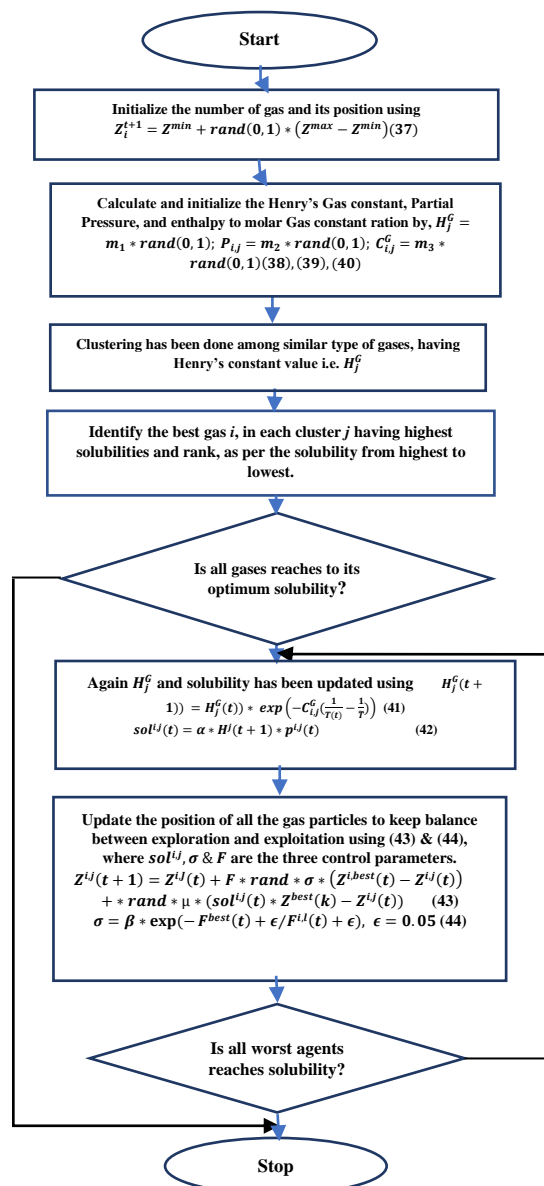 Start
Initialize the number of gas and its position using
Z_i^{t+1} = Z^{min} + rand(0, 1) * (Z^{max} − Z^{min})(37)
Calculate and initialize the Henry's Gas constant, Partial
Pressure, and enthalpy to molar Gas constant ration by, H_j^G =
m_1 * rand(0, 1); P_{i,j} = m_2 * rand(0, 1); C_{i,j}^G = m_3 *
rand(0, 1)(38), (39), (40)
Clustering has been done among similar type of gases, having
Henry's constant value i.e. H_j^G
Identify the best gas i, in each cluster j having highest
solubilities and rank, as per the solubility from highest to
lowest.
Is all gases reaches to its
optimum solubility?
Again H_j^G and solubility has been updated using H_j^G(t +
1)) = H_j^G(t)) * exp (−C_{i,j}^G(1/T(t) − 1/T)) (41)
sol^{i,j}(t) = α * H^j(t + 1) * p^{i,j}(t) (42)
Update the position of all the gas particles to keep balance
between exploration and exploitation using (43) & (44),
where sol^{i,j}, σ & F are the three control parameters.
Z^{i,j}(t + 1) = Z^{i,j}(t) + F * rand * σ * (Z^{i,best}(t) − Z^{i,j}(t))
+ * rand * μ * (sol^{i,j}(t) * Z^{best}(k) − Z^{i,j}(t)) (43)
σ = β * exp(−F^{best}(t) + ϵ/F^{i,l}(t) + ϵ), ϵ = 0.05 (44)
Is all worst agents
reaches solubility?
Stop